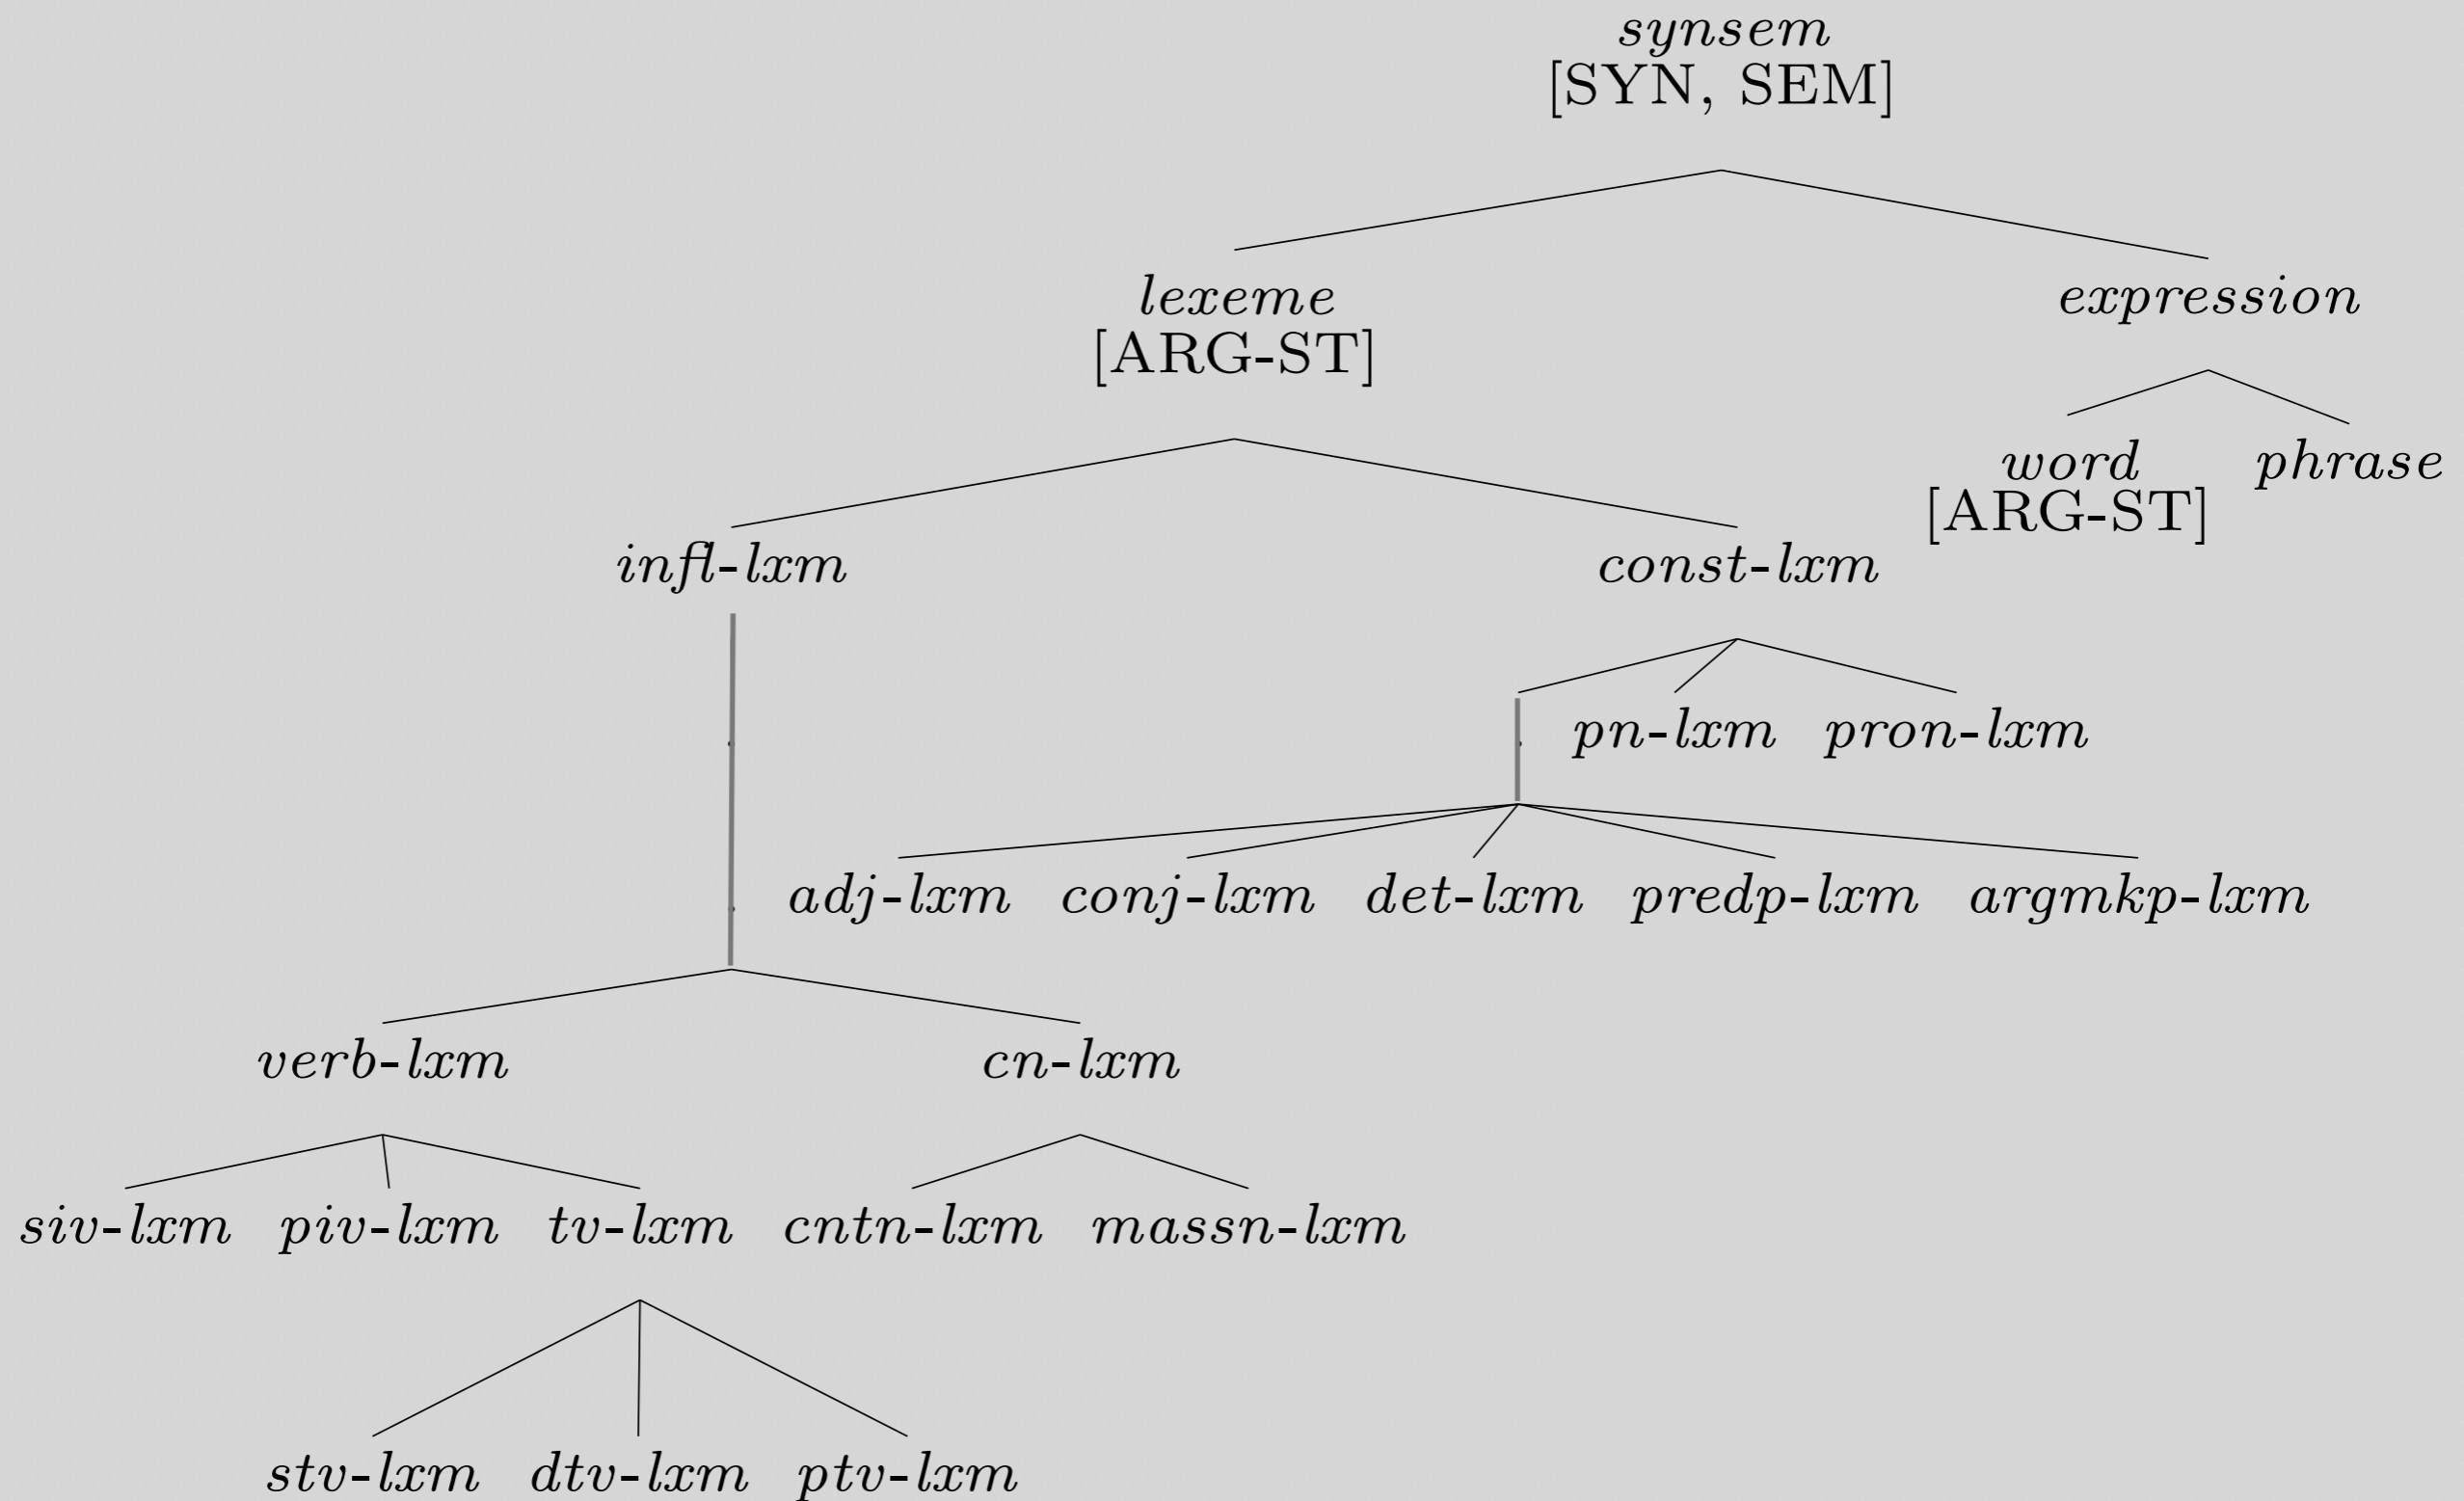 synsem
[SYN, SEM]
lexeme
[ARG-ST]
expression
word
[ARG-ST]
phrase
infl-lxm
const-lxm
pn-lxm
pron-lxm
adj-lxm
conj-lxm
det-lxm
predp-lxm
argmkp-lxm
verb-lxm
cn-lxm
siv-lxm
piv-lxm
tv-lxm
cntn-lxm
massn-lxm
stv-lxm
dtv-lxm
ptv-lxm